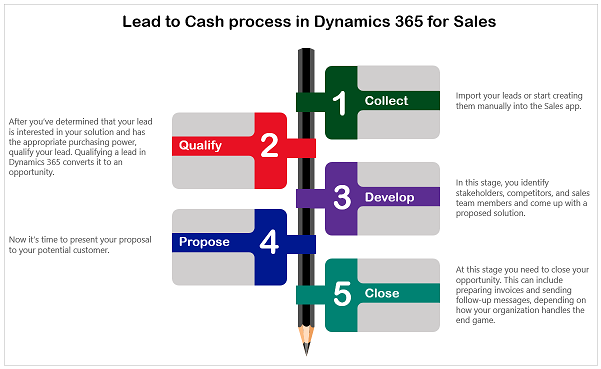 Lead to Cash process in Dynamics 365 for Sales
1
Collect
Import your leads or start creating
them manually into the Sales app.
After you've determined that your lead
is interested in your solution and has
the appropriate purchasing power,
qualify your lead. Qualifying a lead in
Dynamics 365 converts it to an
opportunity.
Qualify
2
3
Develop
In this stage, you identify
stakeholders, competitors, and sales
team members and come up with a
proposed solution.
Now it's time to present your proposal
to your potential customer.
Propose
4
5
Close
At this stage you need to close your
opportunity. This can include
preparing invoices and sending
follow-up messages, depending on
how your organization handles the
end game.